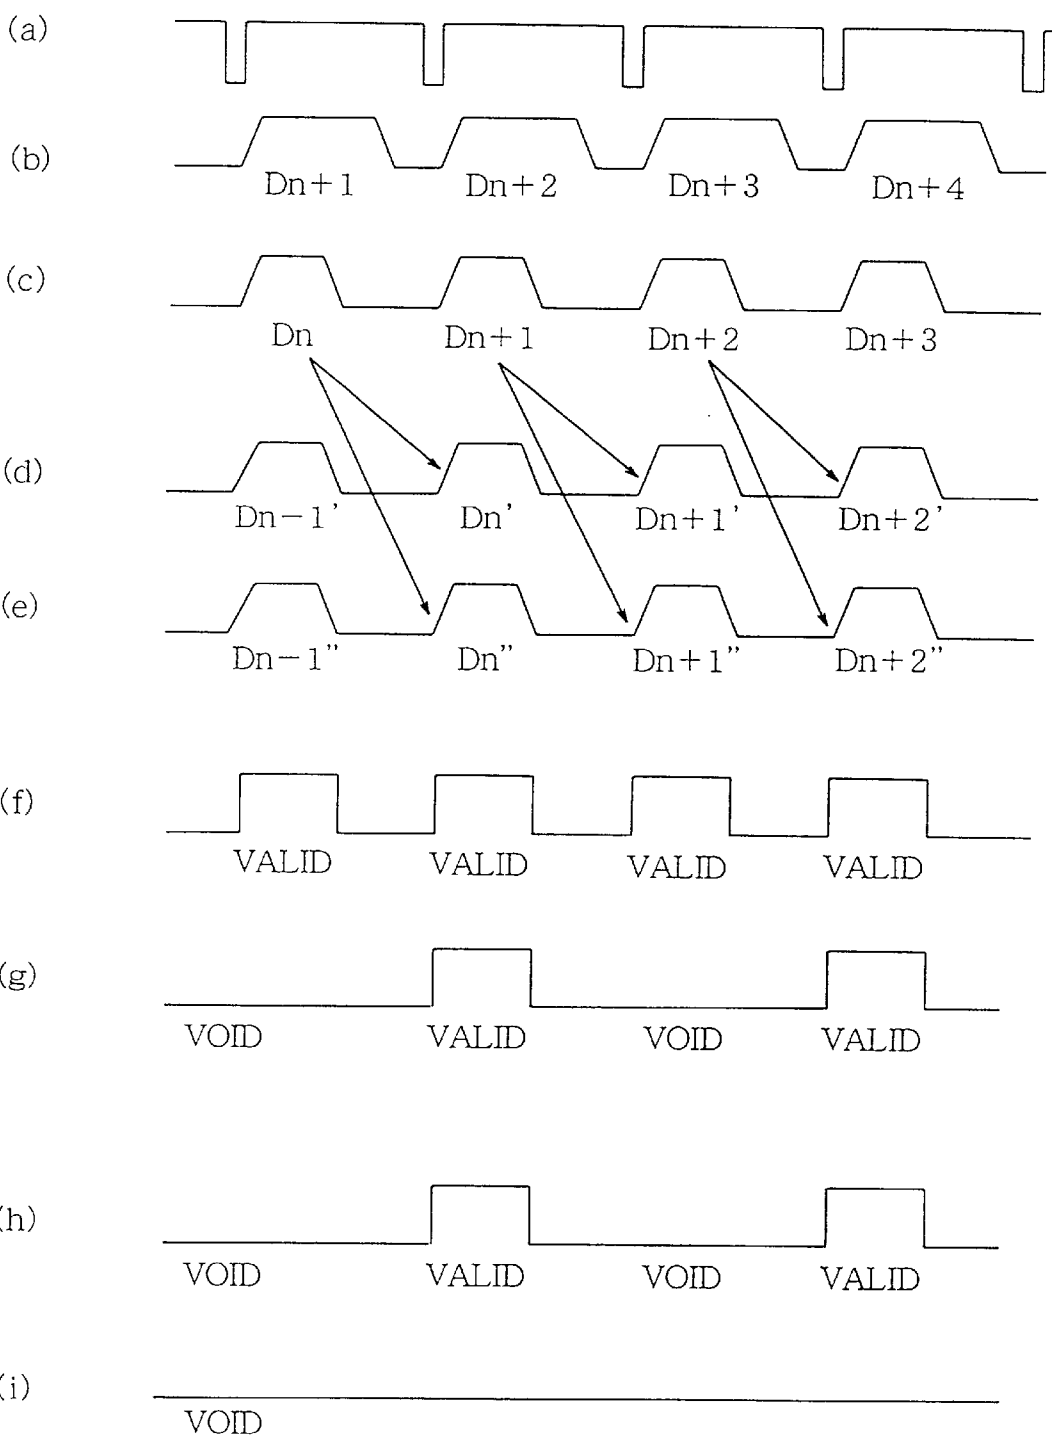 (a)
(b)
Dn+1 Dn+2 Dn+3 Dn+4
(c)
Dn Dn+1 Dn+2 Dn+3
(d)
Dn-1' Dn' Dn+1' Dn+2'
(e)
Dn-1" Dn" Dn+1" Dn+2"
(f)
VALID VALID VALID VALID
(g)
VOID VALID VOID VALID
(h)
VOID VALID VOID VALID
(i)
VOID